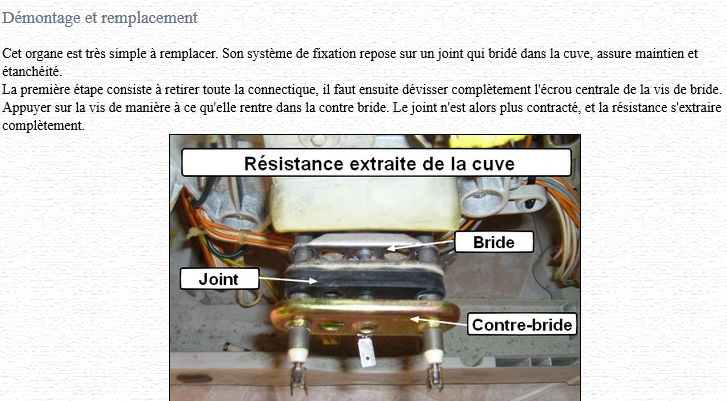 Démontage et remplacement
Cet organe est très simple à remplacer. Son système de fixation repose sur un joint qui bridé dans la cuve, assure maintien et
étanchéité.
La première étape consiste à retirer toute la connectique, il faut ensuite dévisser complètement l'écrou centrale de la vis de bride.
Appuyer sur la vis de manière à ce qu'elle rentre dans la contre bride. Le joint n'est alors plus contracté, et la résistance s'extraire
complètement.
Résistance extraite de la cuve
Bride
Joint
Contre-bride